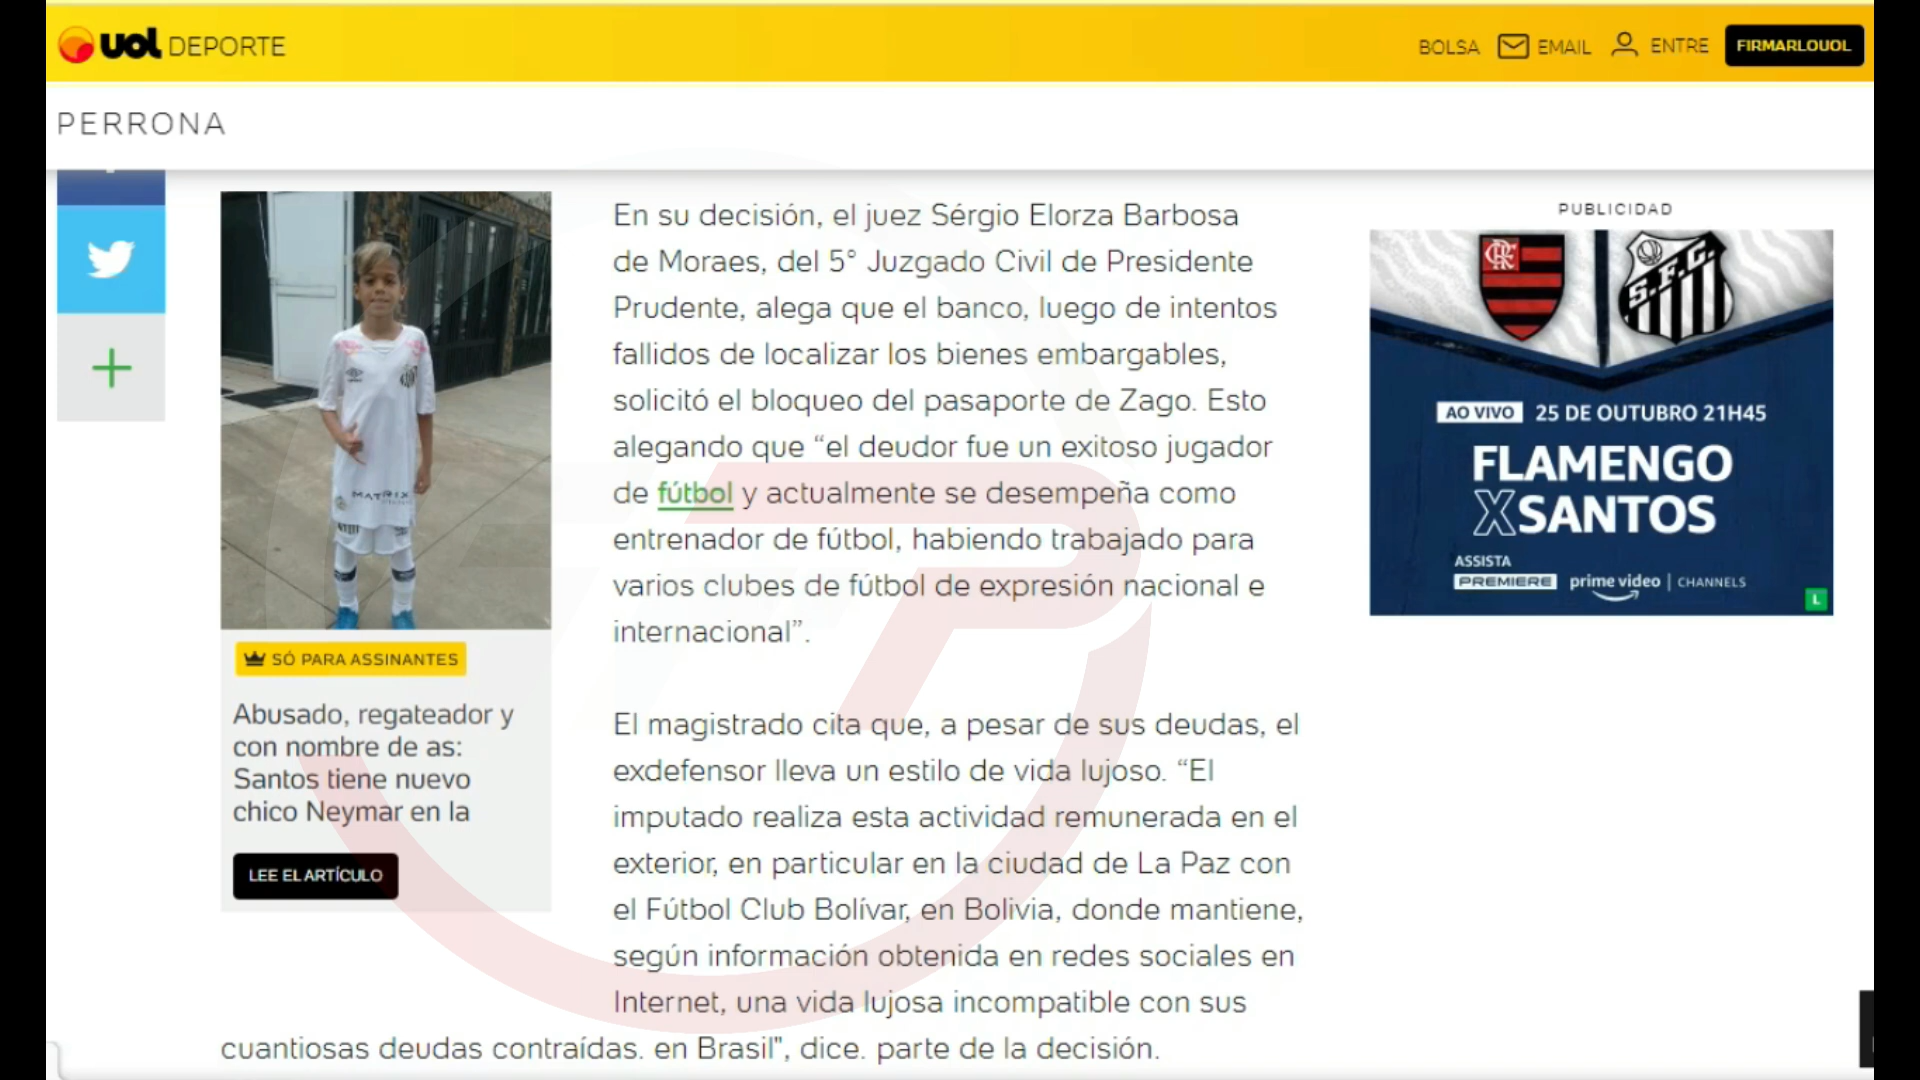 uol DEPORTE
BOLSA EMAIL ENTRE FIRMARLOUOL
PERRONA
En su decisión, el juez Sérgio Elorza Barbosa
de Moraes, del 5° Juzgado Civil de Presidente
Prudente, alega que el banco, luego de intentos
fallidos de localizar los bienes embargables,
solicitó el bloqueo del pasaporte de Zago. Esto
alegando que “el deudor fue un exitoso jugador
de fútbol y actualmente se desempeña como
entrenador de fútbol, habiendo trabajado para
varios clubes de fútbol de expresión nacional e
internacional”.
El magistrado cita que, a pesar de sus deudas, el
exdefensor lleva un estilo de vida lujoso. “El
imputado realiza esta actividad remunerada en el
exterior, en particular en la ciudad de La Paz con
el Fútbol Club Bolívar, en Bolivia, donde mantiene,
según información obtenida en redes sociales en
Internet, una vida lujosa incompatible con sus
cuantiosas deudas contraídas. en Brasil", dice. parte de la decisión.
MATRIX
SÓ PARA ASSINANTES
Abusado, regateador y
con nombre de as:
Santos tiene nuevo
chico Neymar en la
LEE EL ARTÍCULO
PUBLICIDAD
S.F.C.
AO VIVO 25 DE OUTUBRO 21H45
FLAMENGO
X SANTOS
ASSISTA
PREMIERE prime video | CHANNELS
L